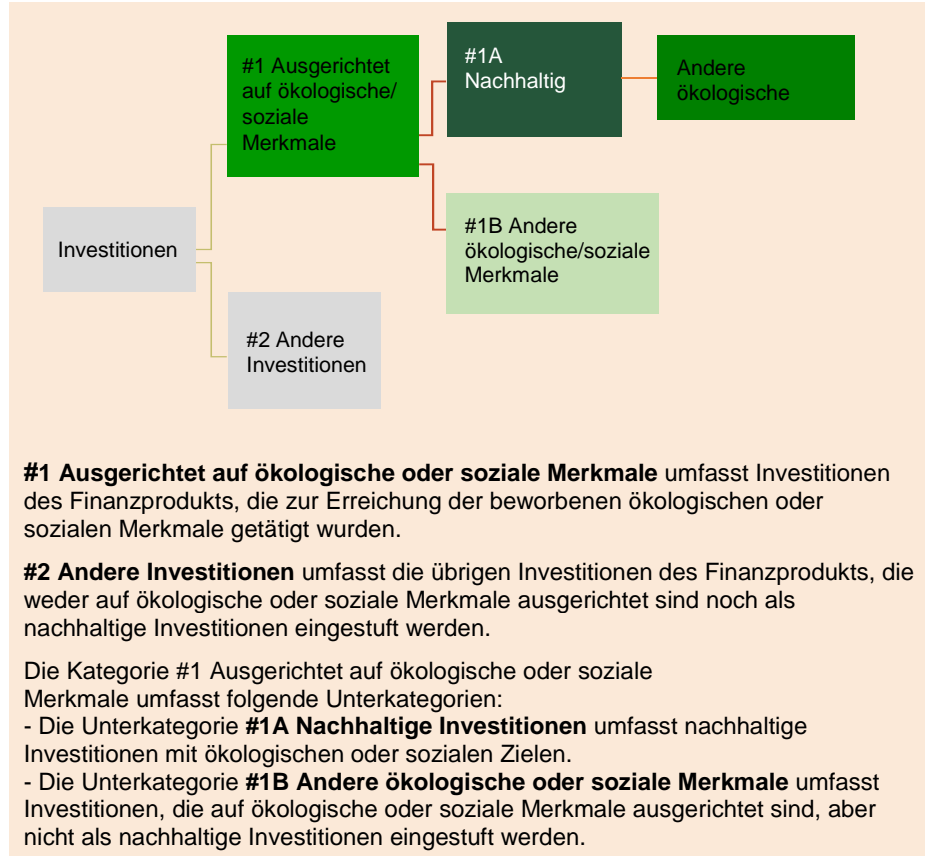 #1 Ausgerichtet
auf ökologische/
soziale
Merkmale
#1A
Nachhaltig
Andere
ökologische
Investitionen
#1B Andere
ökologische/soziale
Merkmale
#2 Andere
Investitionen
#1 Ausgerichtet auf ökologische oder soziale Merkmale umfasst Investitionen
des Finanzprodukts, die zur Erreichung der beworbenen ökologischen oder
sozialen Merkmale getätigt wurden.
#2 Andere Investitionen umfasst die übrigen Investitionen des Finanzprodukts, die
weder auf ökologische oder soziale Merkmale ausgerichtet sind noch als
nachhaltige Investitionen eingestuft werden.
Die Kategorie #1 Ausgerichtet auf ökologische oder soziale
Merkmale umfasst folgende Unterkategorien:
- Die Unterkategorie #1A Nachhaltige Investitionen umfasst nachhaltige
Investitionen mit ökologischen oder sozialen Zielen.
- Die Unterkategorie #1B Andere ökologische oder soziale Merkmale umfasst
Investitionen, die auf ökologische oder soziale Merkmale ausgerichtet sind, aber
nicht als nachhaltige Investitionen eingestuft werden.